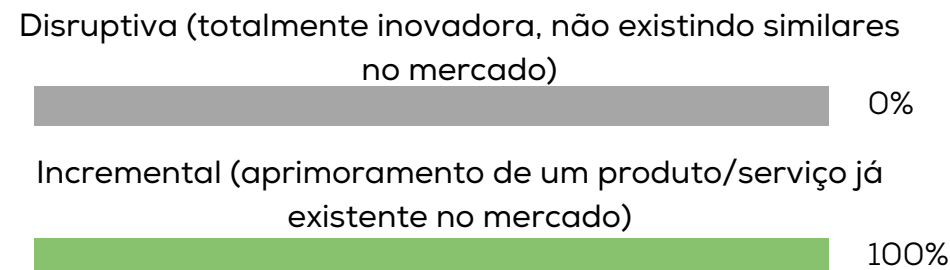 Disruptiva (totalmente inovadora, não existindo similares
no mercado)
0%
Incremental (aprimoramento de um produto/serviço já
existente no mercado)
100%